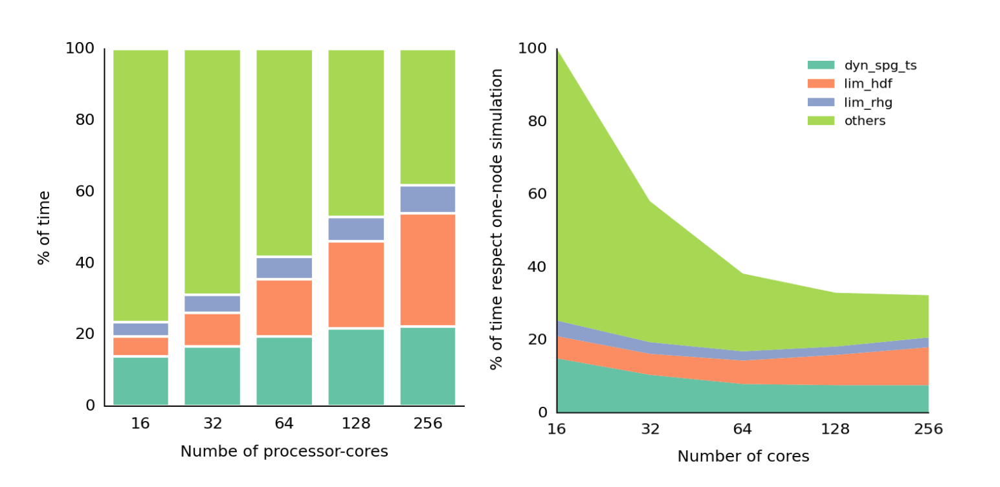 % of time
100
80
60
40
20
0
16 32 64 128 256
Numbe of processor-cores
% of time respect one-node simulation
100
80
60
40
20
0
16 32 64 128 256
Number of cores
dyn_spg_ts
lim_hdf
lim_rhg
others